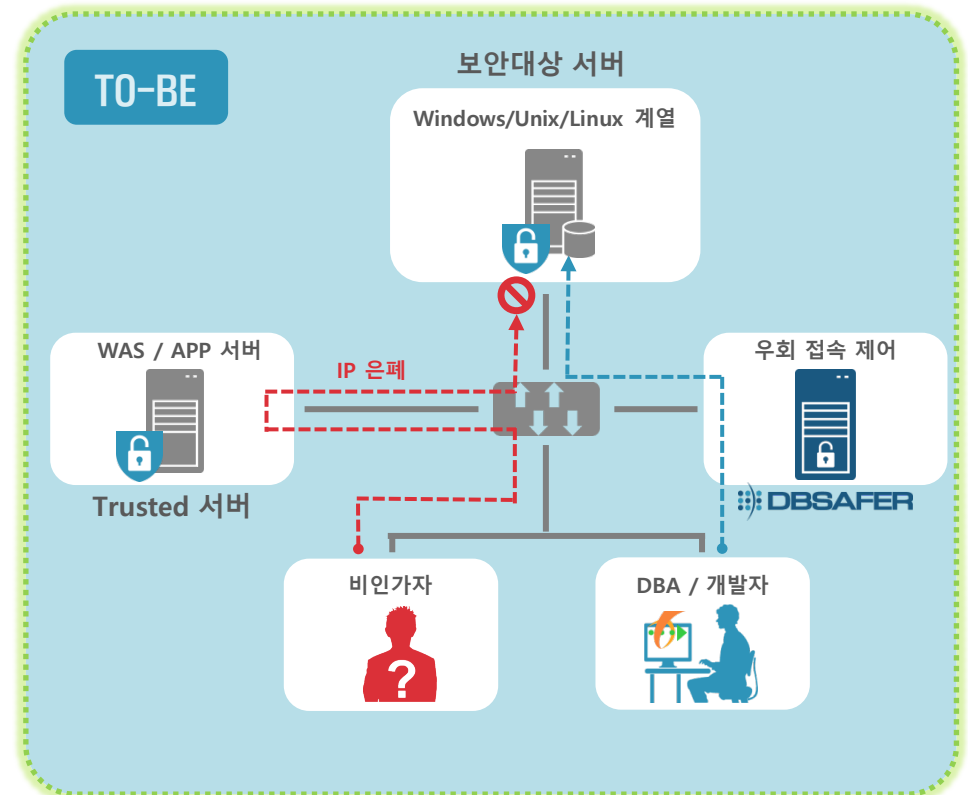 TO-BE
보안대상 서버
Windows/Unix/Linux 계열
WAS / APP 서버
IP 은폐
우회 접속 제어
Trusted 서버
DBSAFER
비인가자
DBA / 개발자
?